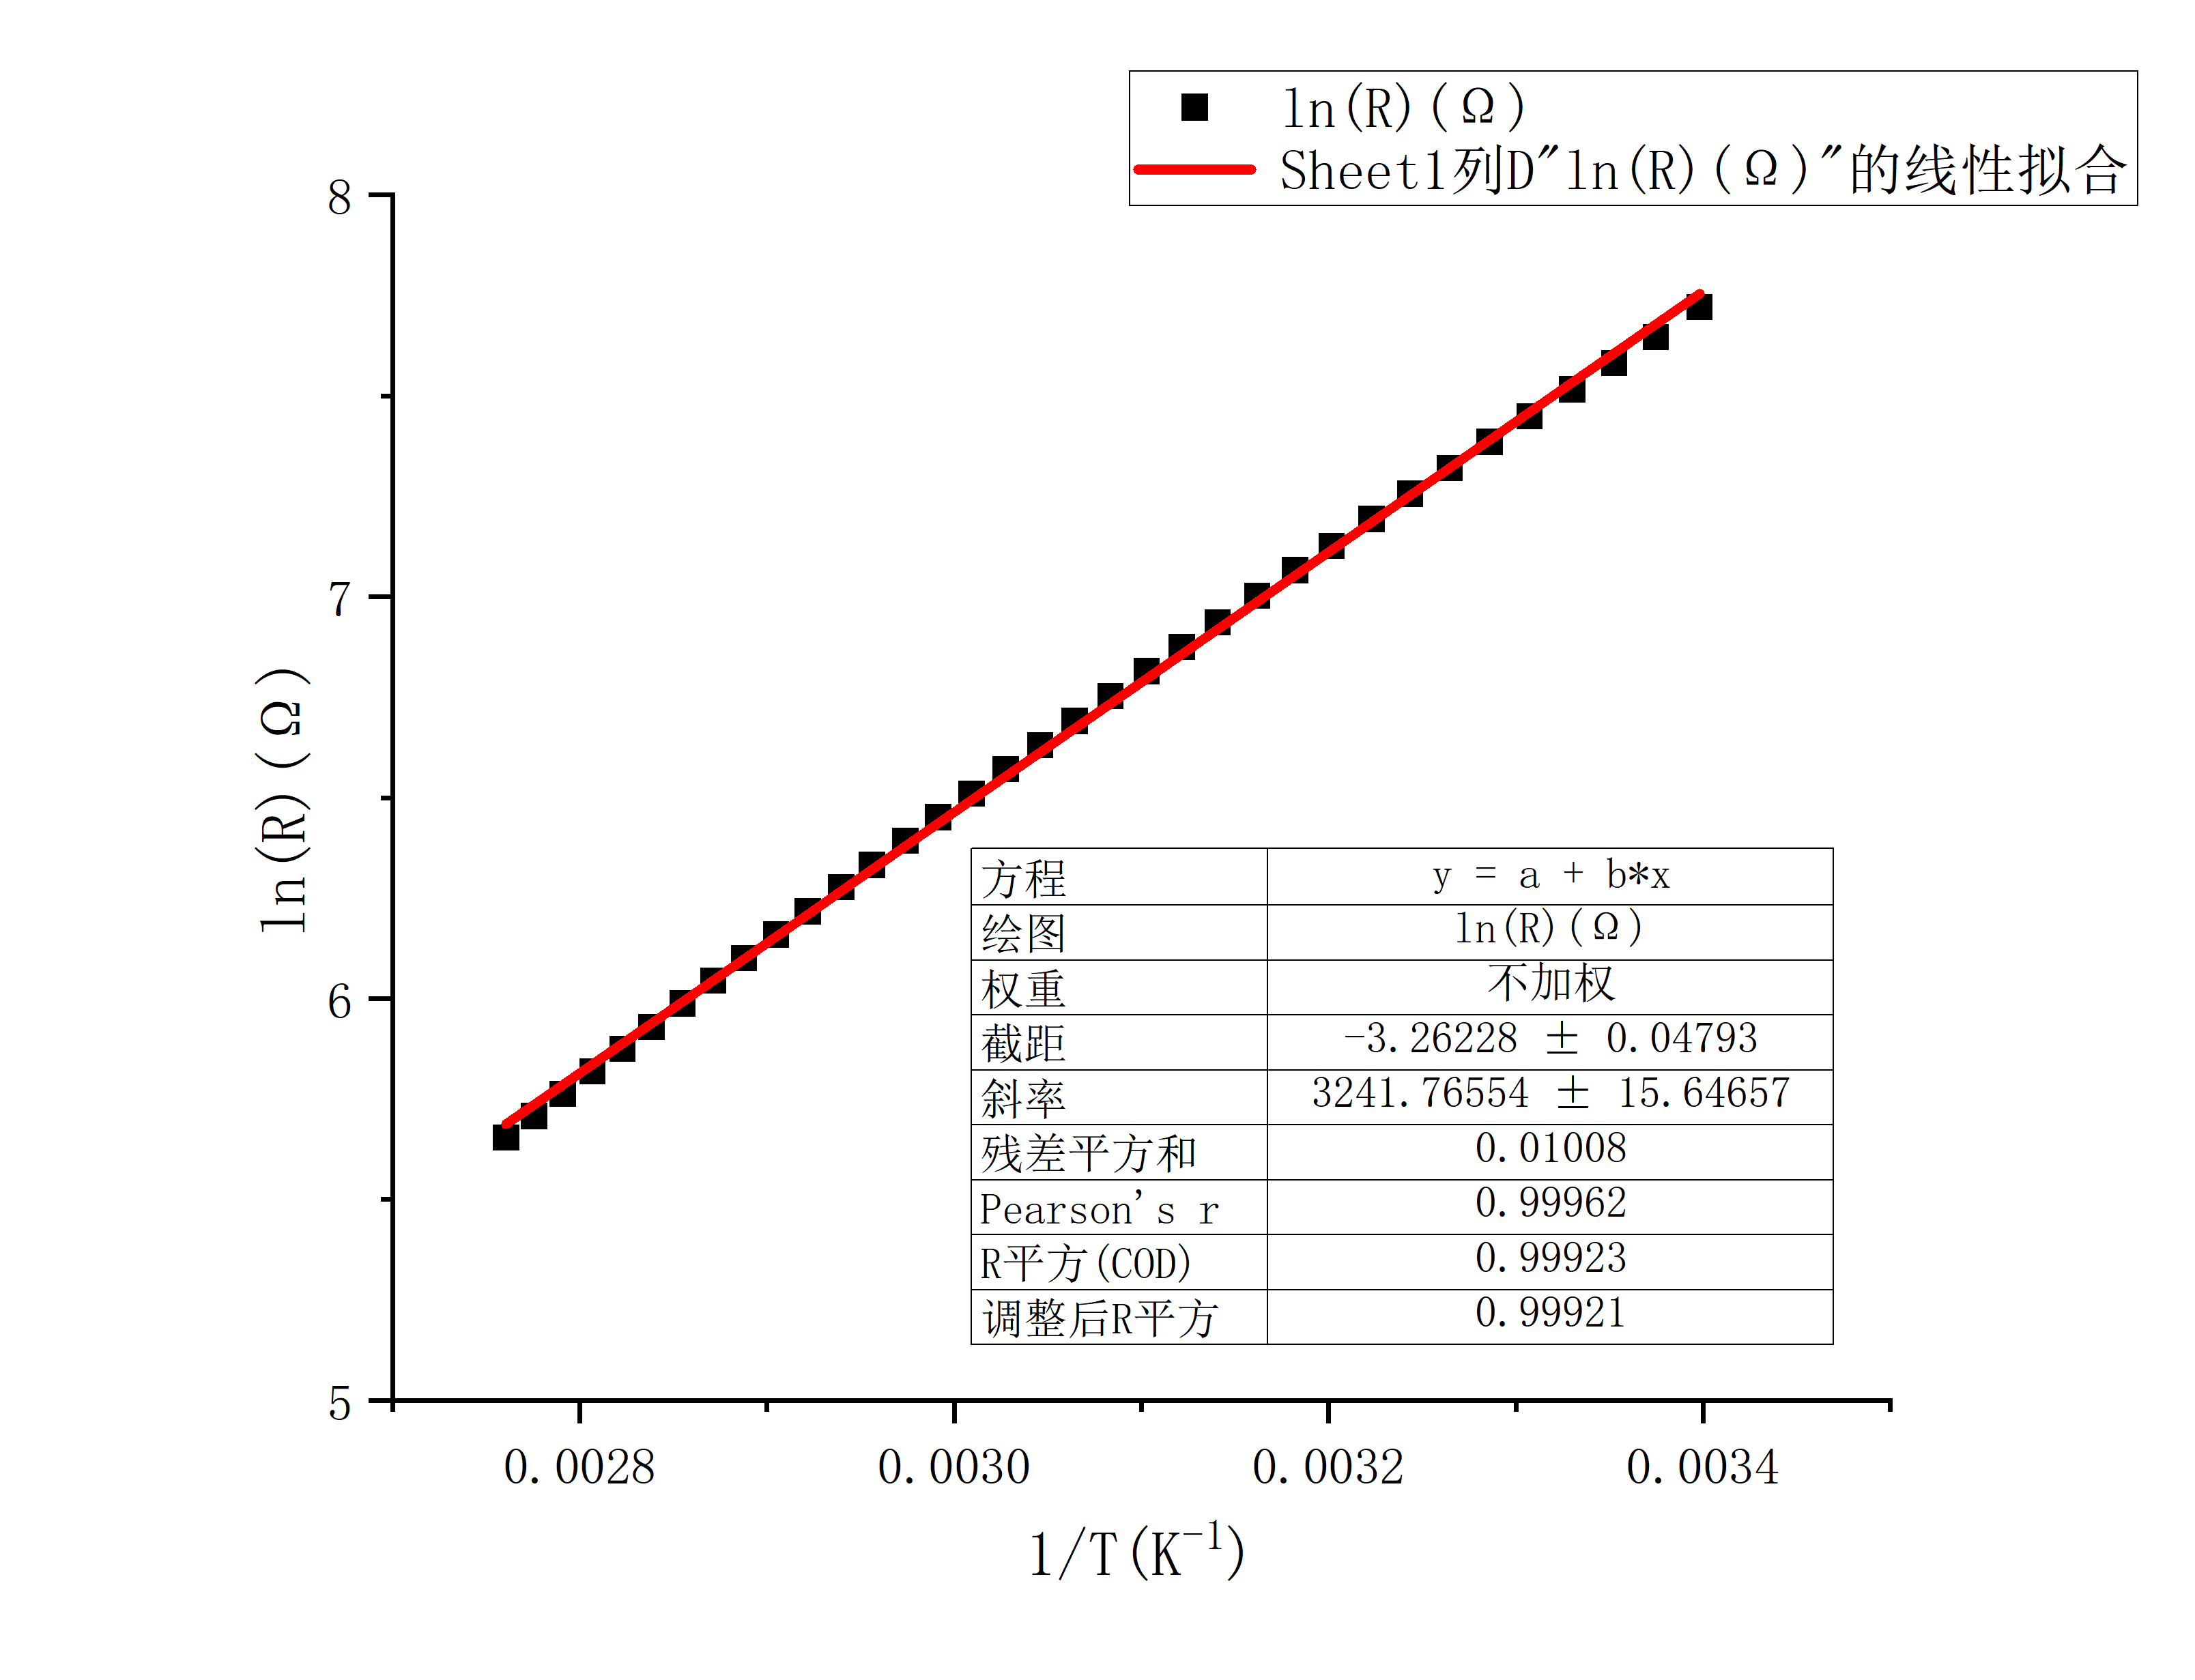 ln(R)(Ω)
Sheet1列D"ln(R)(Ω)"的线性拟合
8
7
6
5
ln(R)(Ω)
方程 y = a + b*x
绘图 ln(R)(Ω)
权重 不加权
截距 -3.26228 ± 0.04793
斜率 3241.76554 ± 15.64657
残差平方和 0.01008
Pearson's r 0.99962
R平方(COD) 0.99923
调整后R平方 0.99921
0.0028 0.0030 0.0032 0.0034
1/T(K⁻¹)